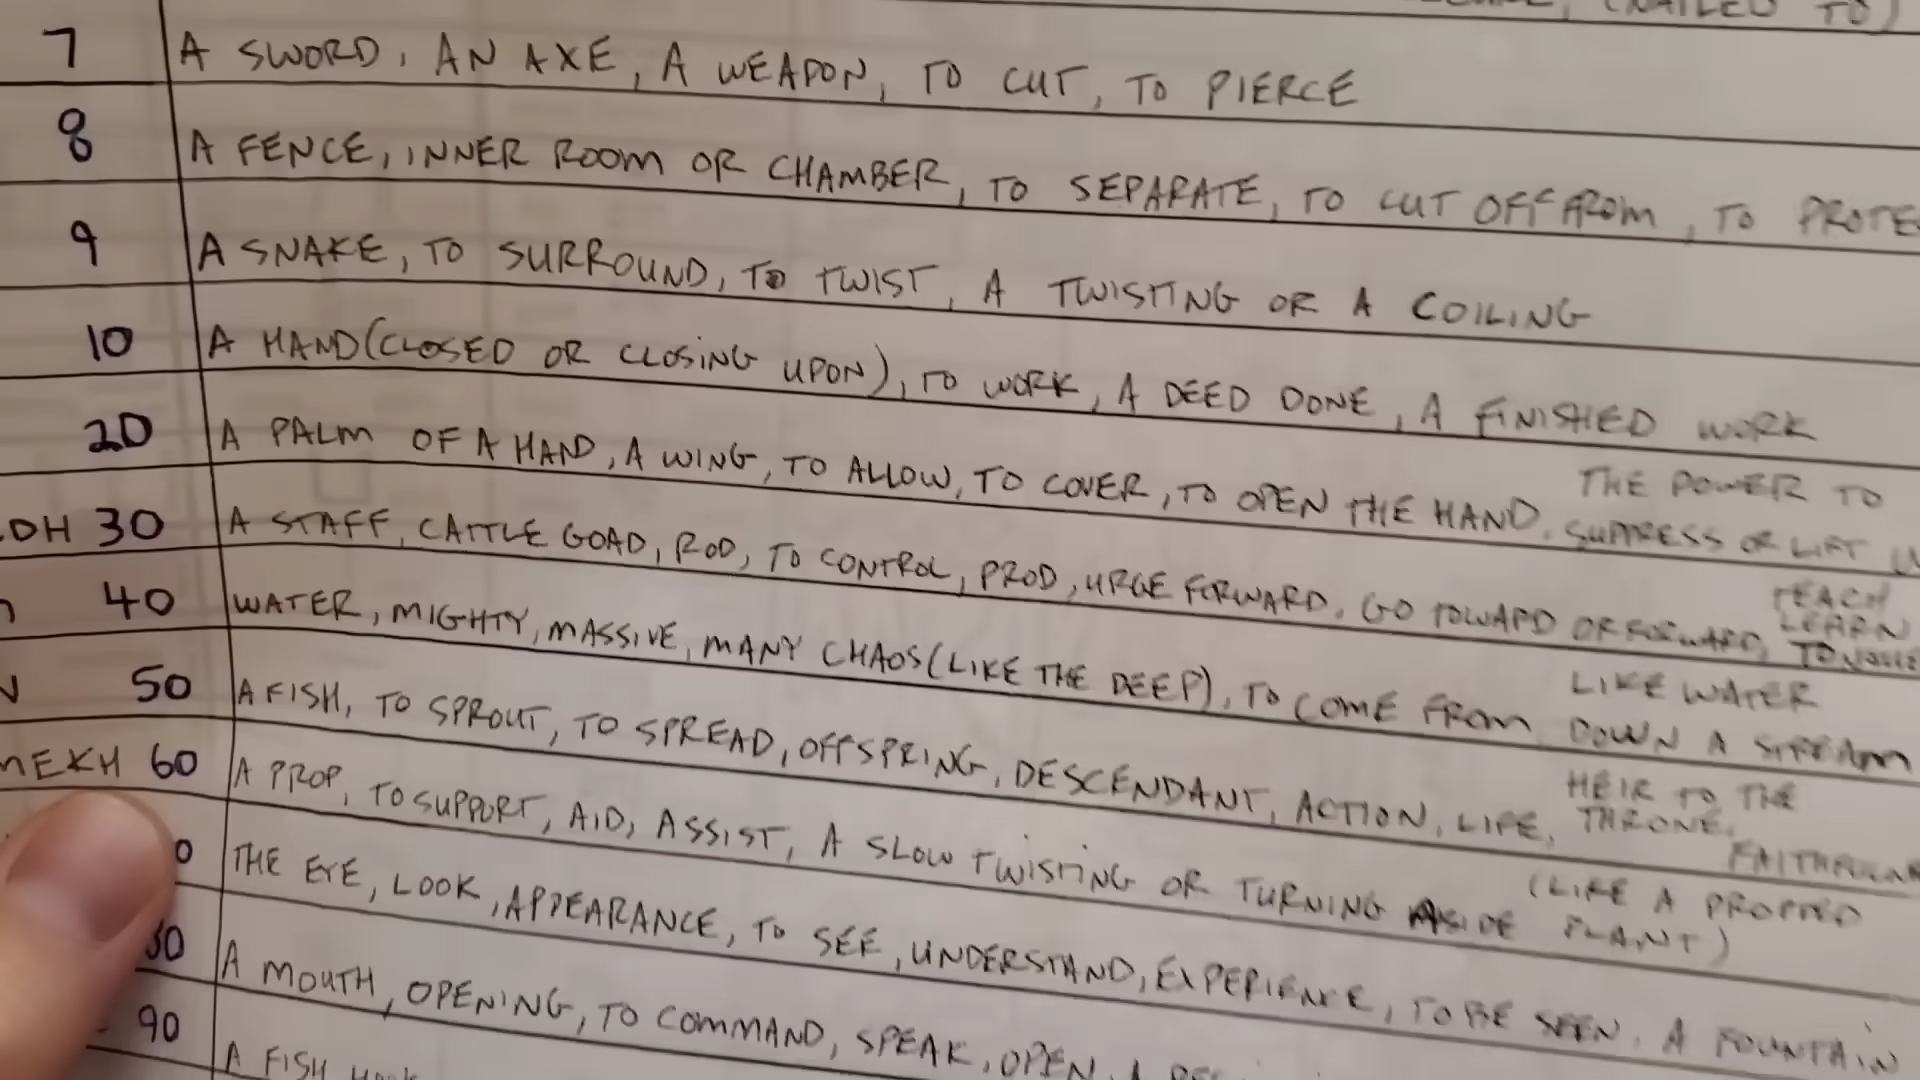 (NAILED TO)
7 A SWORD, AN AXE, A WEAPON, TO CUT, TO PIERCE
8 A FENCE, INNER ROOM OR CHAMBER, TO SEPARATE, TO CUT OFF FROM, TO PROTE
9 A SNAKE, TO SURROUND, TO TWIST, A TWISTING OR A COILING
10 A HAND (CLOSED OR CLOSING UPON), TO WORK, A DEED DONE, A FINISHED WORK
20 A PALM OF A HAND, A WING, TO ALLOW, TO COVER, TO OPEN THE HAND. THE POWER TO
SUPPRESS OR LIFT U
DH 30 A STAFF, CATTLE GOAD, ROD, TO CONTROL, PROD, URGE FORWARD, GO TOWARD OR FORWARD, TEACH
LEARN
40 WATER, MIGHTY, MASSIVE, MANY CHAOS (LIKE THE DEEP), TO COME FROM LIKE WATER
DOWN A STREAM
50 A FISH, TO SPROUT, TO SPREAD, OFFSPRING, DESCENDANT, ACTION, LIFE, HEIR TO THE
THRONE,
MEKH 60 A PROP, TO SUPPORT, AID, ASSIST, A SLOW TWISTING OR TURNING ASIDE (LIKE A PROPPED
PLANT)
0 THE EYE, LOOK, APPEARANCE, TO SEE, UNDERSTAND, EXPERIENCE, TO BE SEEN. A FOUNTAIN
80 A MOUTH, OPENING, TO COMMAND, SPEAK, OPEN,
90 A FISH